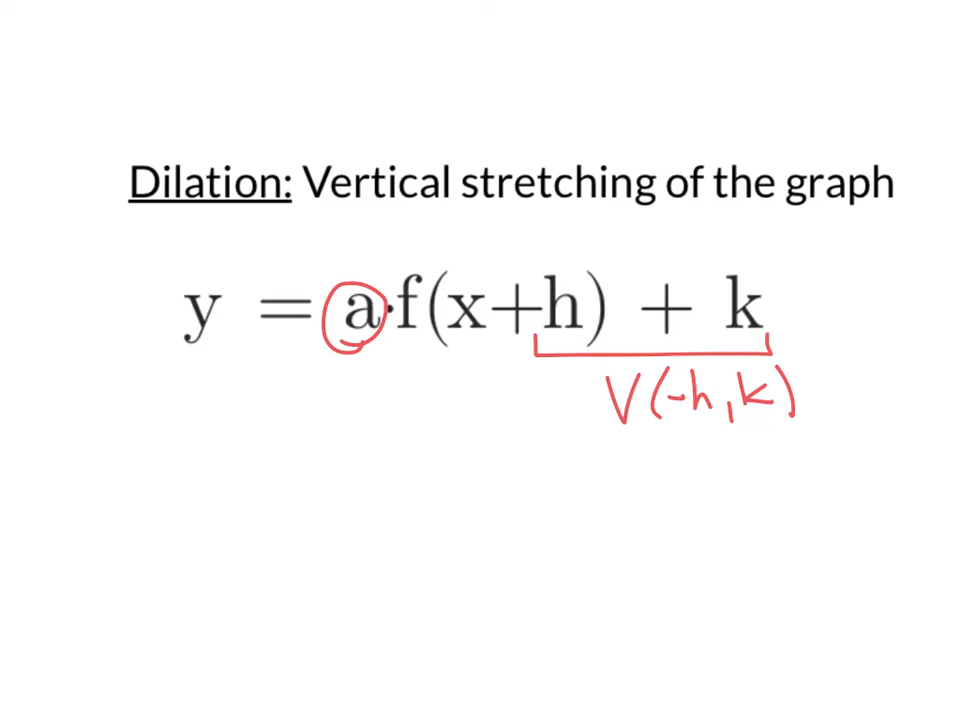 Dilation: Vertical stretching of the graph
y = a·f(x+h) + k
V(-h,k)